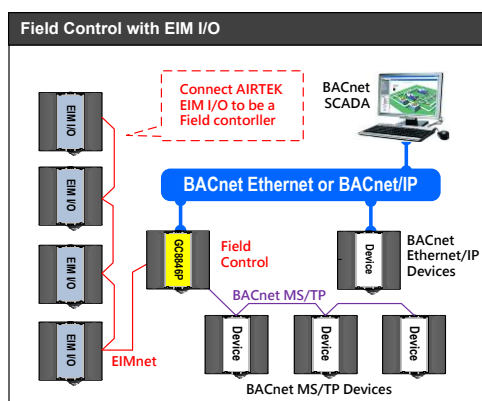 Field Control with EIM I/O
Connect AIRTEK
EIM I/O to be a
Field contorller
BACnet
SCADA
EIM I/O
EIM I/O
EIM I/O
EIM I/O
BACnet Ethernet or BACnet/IP
GC8846P
Field
Control
Device
BACnet
Ethernet/IP
Devices
BACnet MS/TP
EIMnet
Device
Device
Device
BACnet MS/TP Devices